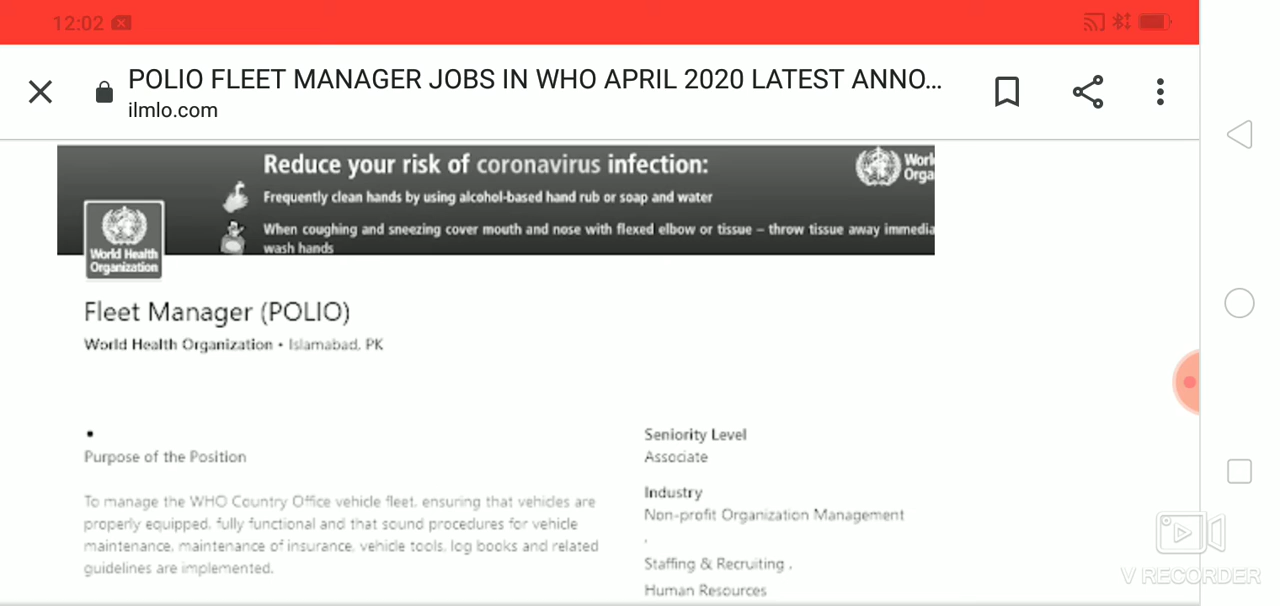 12:02
POLIO FLEET MANAGER JOBS IN WHO APRIL 2020 LATEST ANNO...
ilmlo.com
Reduce your risk of coronavirus infection:
Frequently clean hands by using alcohol-based hand rub or soap and water
When coughing and sneezing cover mouth and nose with flexed elbow or tissue – throw tissue away immedia
wash hands
Worl
Orga
World Health
Organization
Fleet Manager (POLIO)
World Health Organization • Islamabad, PK
Purpose of the Position
To manage the WHO Country Office vehicle fleet, ensuring that vehicles are
properly equipped, fully functional and that sound procedures for vehicle
maintenance, maintenance of insurance, vehicle tools, log books and related
guidelines are implemented.
Seniority Level
Associate
Industry
Non-profit Organization Management
,
Staffing & Recruiting .
Human Resources
V RECORDER